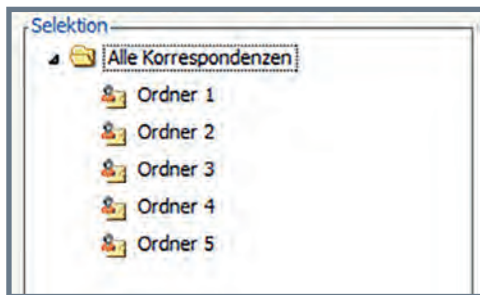 Selektion
Alle Korrespondenzen
Ordner 1
Ordner 2
Ordner 3
Ordner 4
Ordner 5